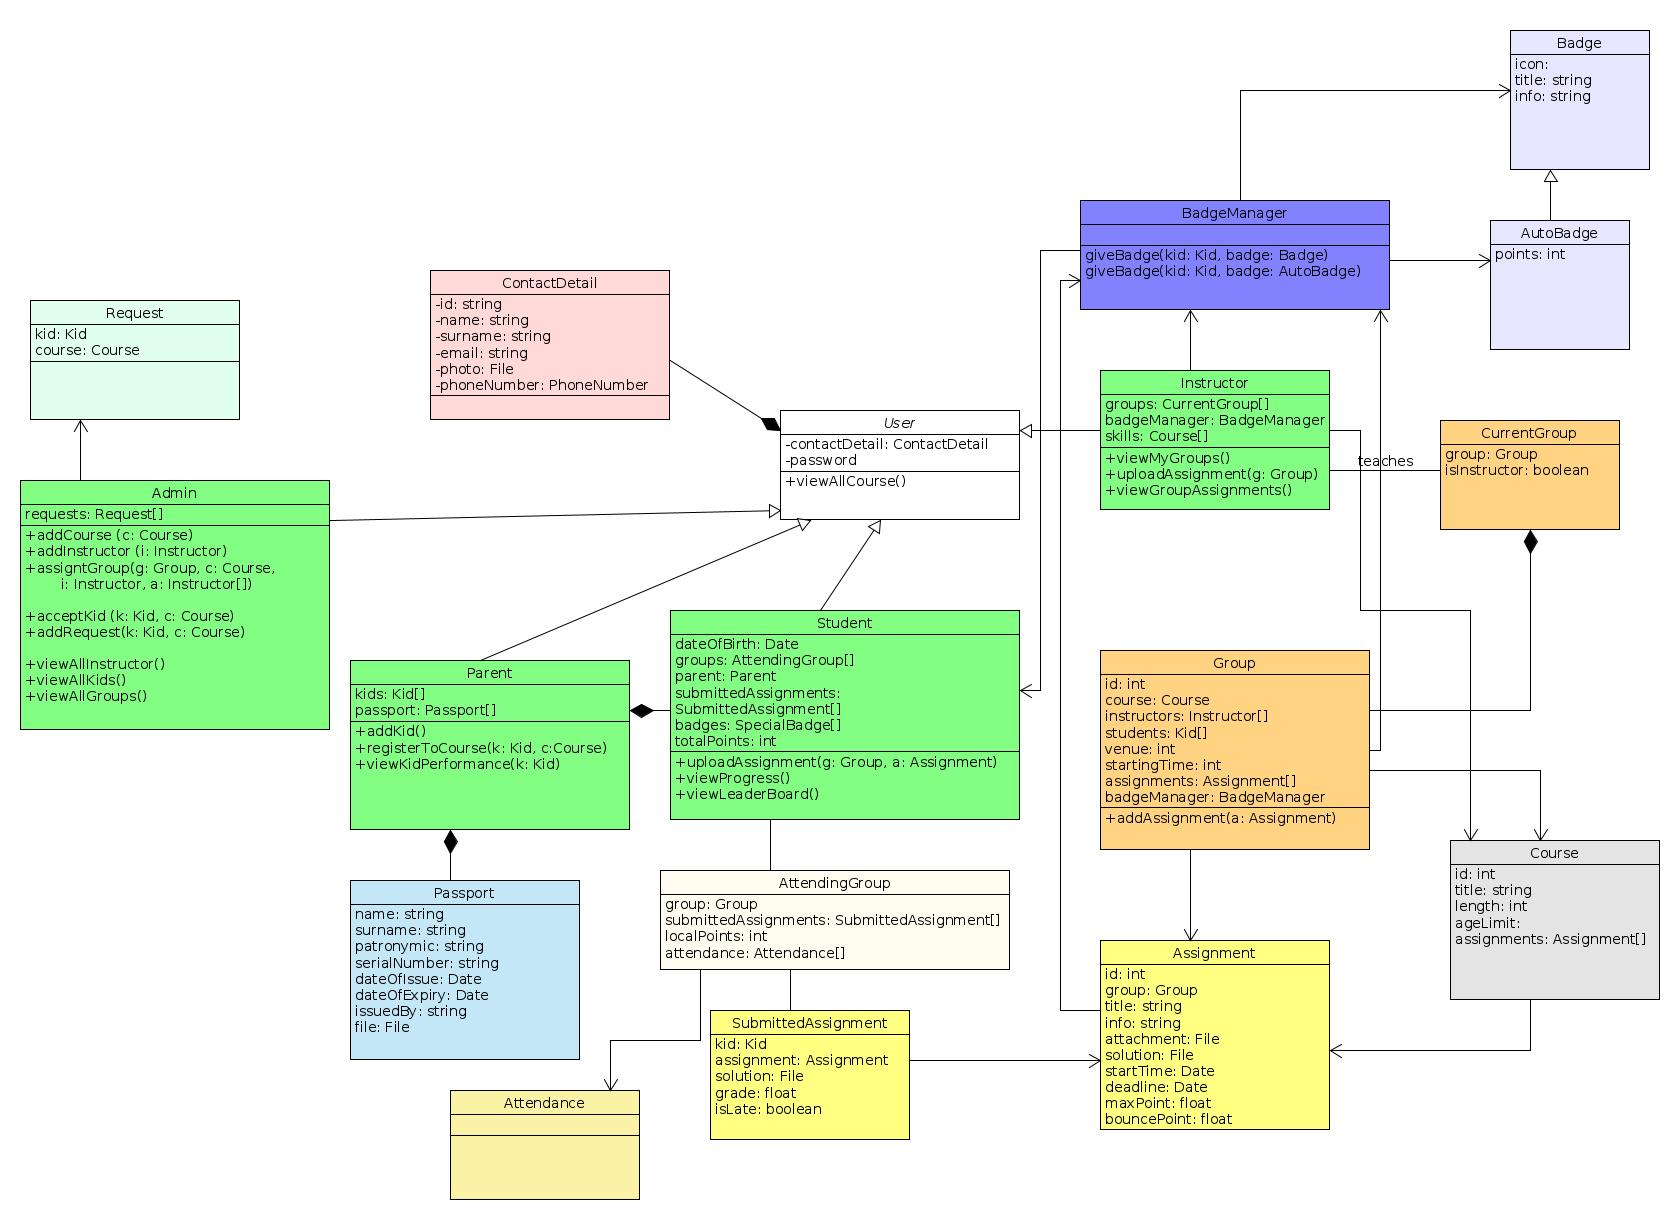 Badge
icon:
title: string
info: string
BadgeManager
giveBadge(kid: Kid, badge: Badge)
giveBadge(kid: Kid, badge: AutoBadge)
AutoBadge
points: int
ContactDetail
-id: string
-name: string
-surname: string
-email: string
-photo: File
-phoneNumber: PhoneNumber
Request
kid: Kid
course: Course
Instructor
groups: CurrentGroup[]
badgeManager: BadgeManager
skills: Course[]
+viewMyGroups()
+uploadAssignment(g: Group)
+viewGroupAssignments()
teaches
User
-contactDetail: ContactDetail
-password
+viewAllCourse()
CurrentGroup
group: Group
isInstructor: boolean
Admin
requests: Request[]
+addCourse (c: Course)
+addInstructor (i: Instructor)
+assigntGroup(g: Group, c: Course,
i: Instructor, a: Instructor[])
+acceptKid (k: Kid, c: Course)
+addRequest(k: Kid, c: Course)
+viewAllInstructor()
+viewAllKids()
+viewAllGroups()
Student
dateOfBirth: Date
groups: AttendingGroup[]
parent: Parent
submittedAssignments:
SubmittedAssignment[]
badges: SpecialBadge[]
totalPoints: int
+uploadAssignment(g: Group, a: Assignment)
+viewProgress()
+viewLeaderBoard()
Parent
kids: Kid[]
passport: Passport[]
+addKid()
+registerToCourse(k: Kid, c:Course)
+viewKidPerformance(k: Kid)
Group
id: int
course: Course
instructors: Instructor[]
students: Kid[]
venue: int
startingTime: int
assignments: Assignment[]
badgeManager: BadgeManager
+addAssignment(a: Assignment)
Course
id: int
title: string
length: int
ageLimit:
assignments: Assignment[]
Passport
name: string
surname: string
patronymic: string
serialNumber: string
dateOfIssue: Date
dateOfExpiry: Date
issuedBy: string
file: File
AttendingGroup
group: Group
submittedAssignments: SubmittedAssignment[]
localPoints: int
attendance: Attendance[]
Assignment
id: int
group: Group
title: string
info: string
attachment: File
solution: File
startTime: Date
deadline: Date
maxPoint: float
bouncePoint: float
SubmittedAssignment
kid: Kid
assignment: Assignment
solution: File
grade: float
isLate: boolean
Attendance